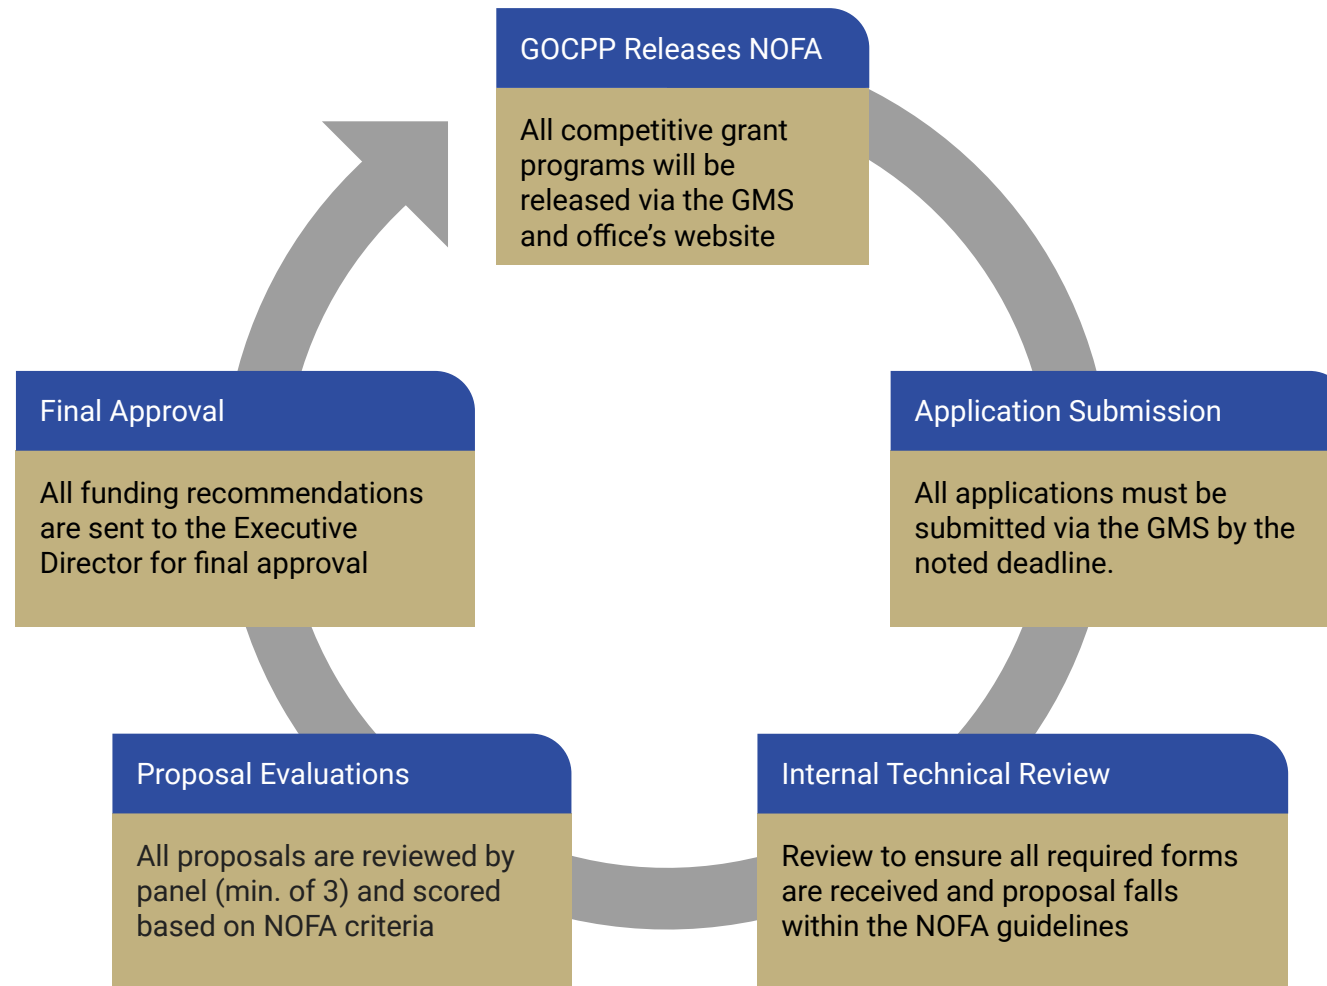 GOCPP Releases NOFA
All competitive grant
programs will be
released via the GMS
and office's website
Application Submission
All applications must be
submitted via the GMS by the
noted deadline.
Internal Technical Review
Review to ensure all required forms
are received and proposal falls
within the NOFA guidelines
Proposal Evaluations
All proposals are reviewed by
panel (min. of 3) and scored
based on NOFA criteria
Final Approval
All funding recommendations
are sent to the Executive
Director for final approval